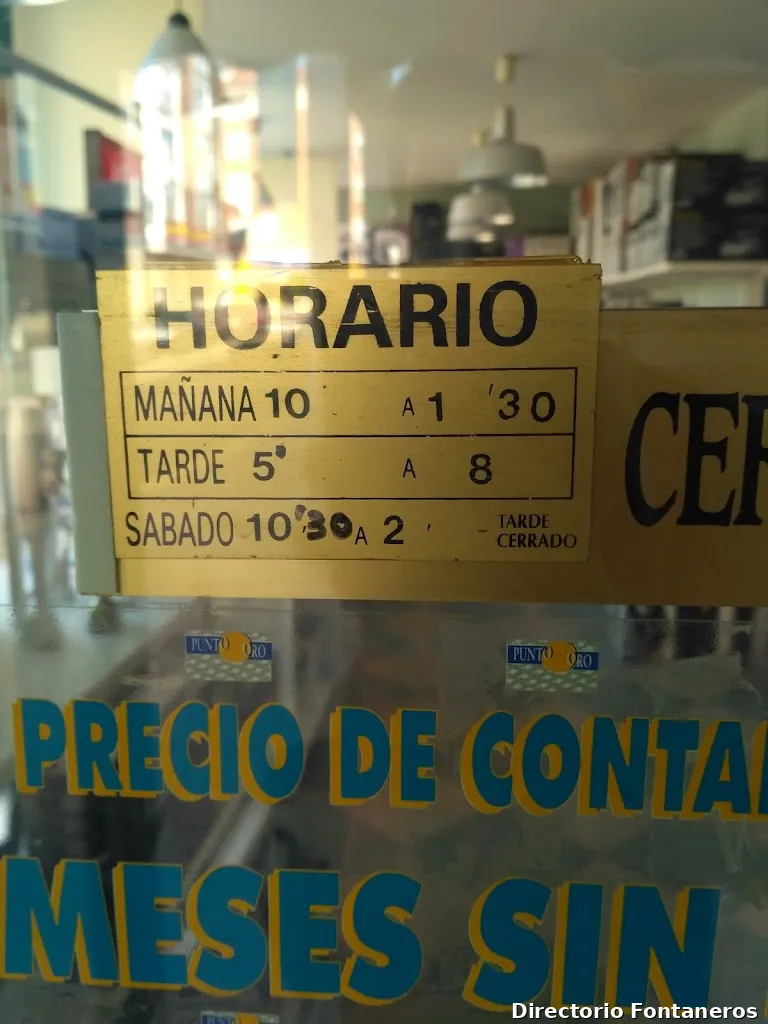 HORARIO
MAÑANA 10 A 1 '30
TARDE 5' A 8
SABADO 10'30 A 2 ' - TARDE CERRADO
CER
PUNTO ORO
PUNTO ORO
PRECIO DE CONTA
MESES SIN
Directorio Fontaneros